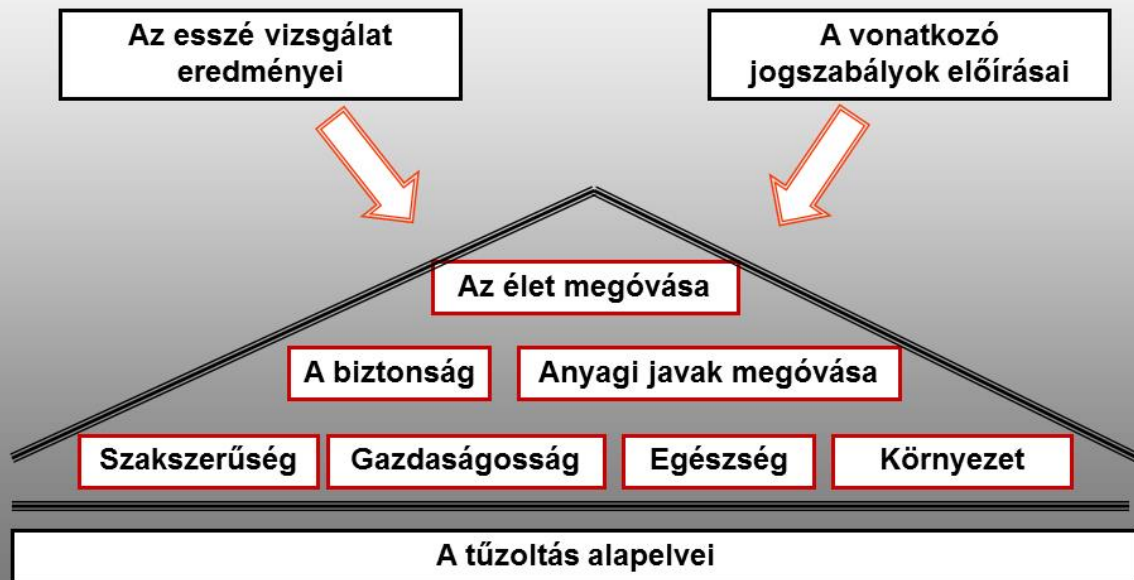 Az esszé vizsgálat
eredményei
A vonatkozó
jogszabályok előírásai
Az élet megóvása
A biztonság
Anyagi javak megóvása
Szakszerűség
Gazdaságosság
Egészség
Környezet
A tűzoltás alapelvei